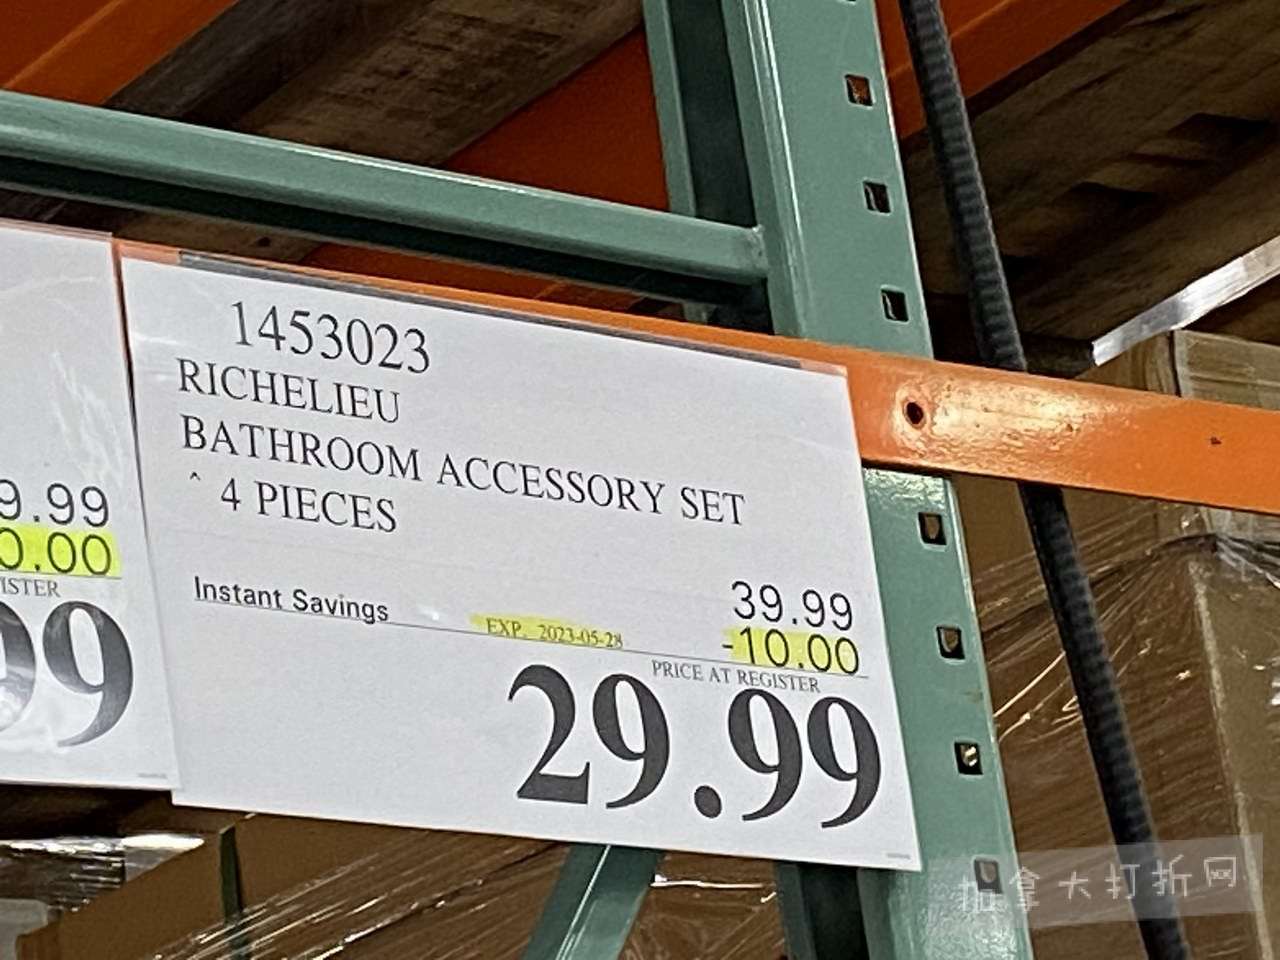 1453023
RICHELIEU
BATHROOM ACCESSORY SET
^ 4 PIECES
39.99
Instant Savings EXP. 2023-05-28 -10.00
PRICE AT REGISTER
29.99
9.99
0.00
ISTER
99
加拿大打折网